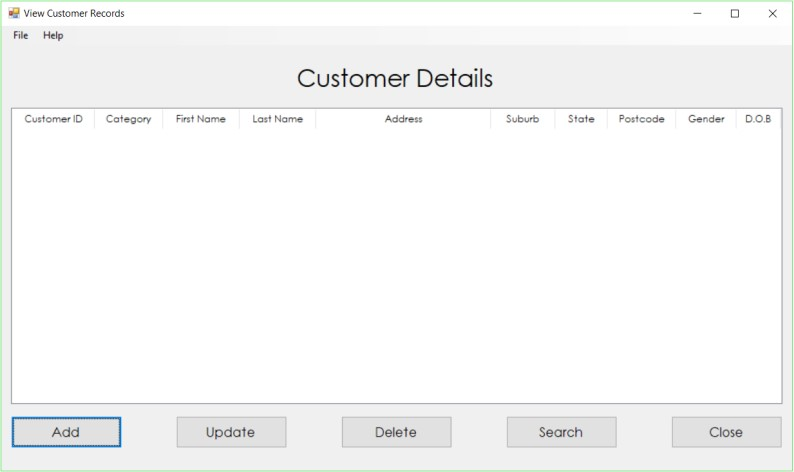 View Customer Records
File Help
Customer Details
Customer ID Category First Name Last Name Address Suburb State Postcode Gender D.O.B
Add Update Delete Search Close